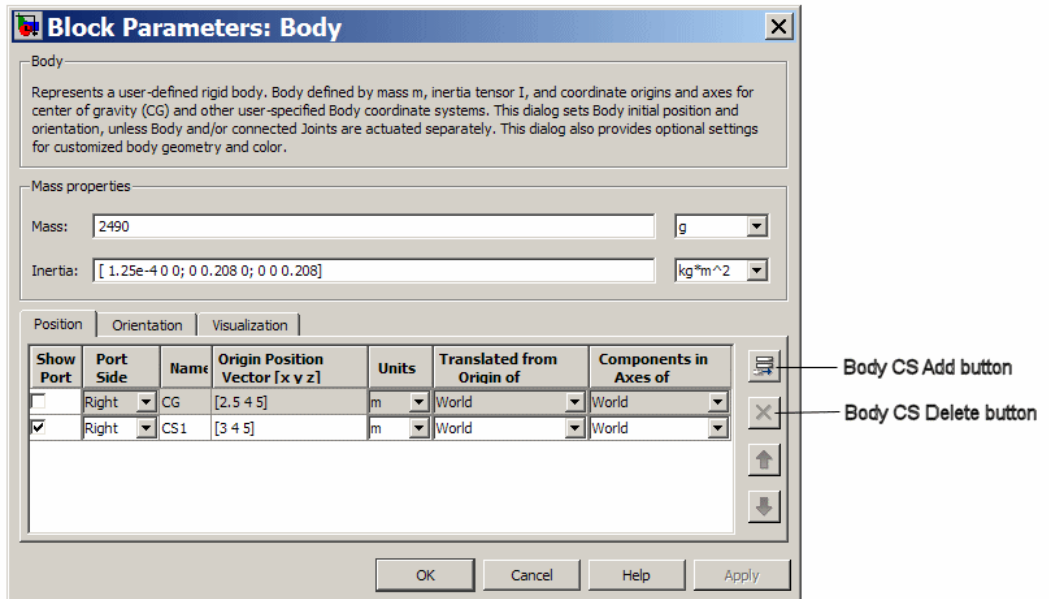 Block Parameters: Body
Body
Represents a user-defined rigid body. Body defined by mass m, inertia tensor I, and coordinate origins and axes for
center of gravity (CG) and other user-specified Body coordinate systems. This dialog sets Body initial position and
orientation, unless Body and/or connected Joints are actuated separately. This dialog also provides optional settings
for customized body geometry and color.
Mass properties
Mass: 2490 g
Inertia: [ 1.25e-4 0 0; 0 0.208 0; 0 0 0.208] kg*m^2
Position Orientation Visualization
Show Port Name Origin Position Units Translated from Components in
Port Side Vector [x y z] Origin of Axes of
Right CG [2.5 4 5] m World World
Right CS1 [3 4 5] m World World
Body CS Add button
Body CS Delete button
OK Cancel Help Apply